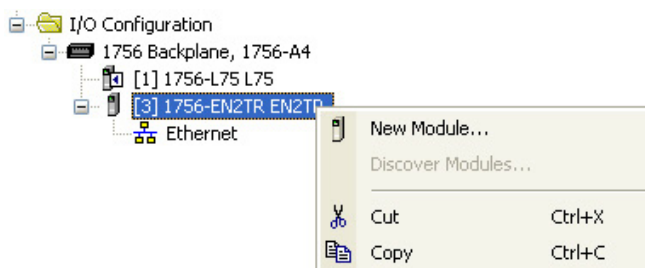 I/O Configuration
1756 Backplane, 1756-A4
[1] 1756-L75 L75
[3] 1756-EN2TR EN2TR
Ethernet
New Module...
Discover Modules...
Cut Ctrl+X
Copy Ctrl+C